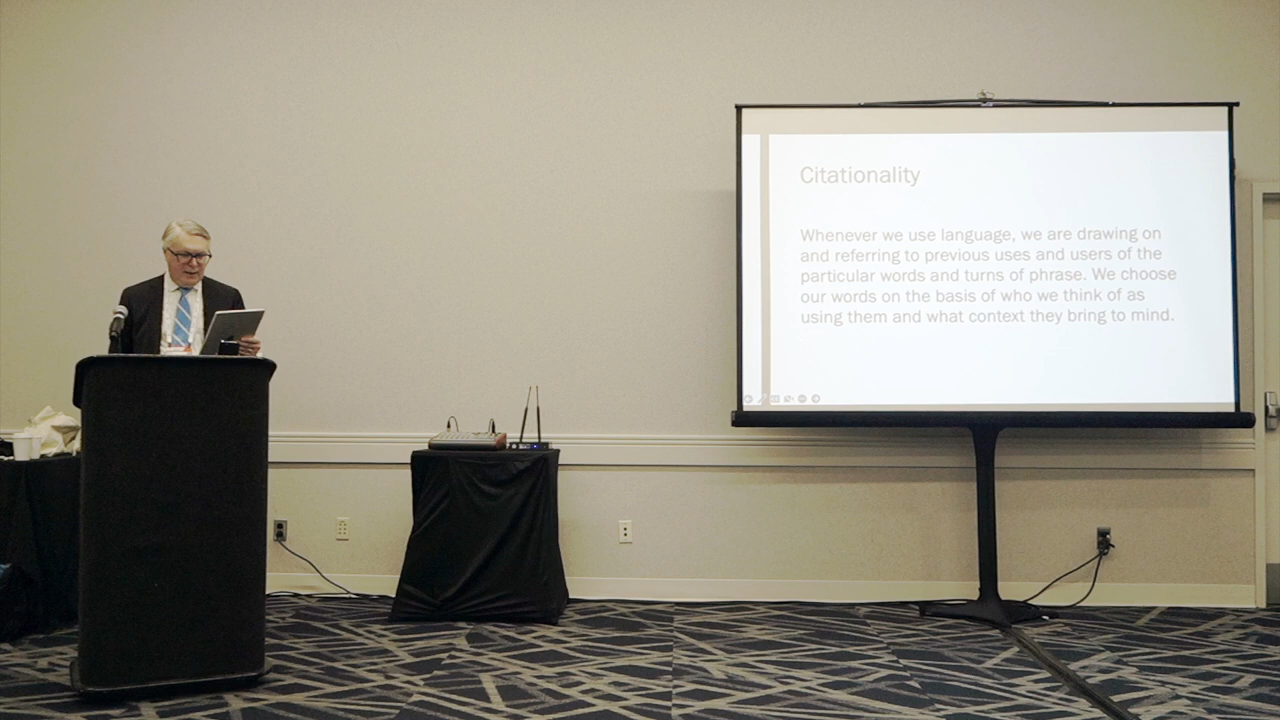 Citationality
Whenever we use language, we are drawing on
and referring to previous uses and users of the
particular words and turns of phrase. We choose
our words on the basis of who we think of as
using them and what context they bring to mind.